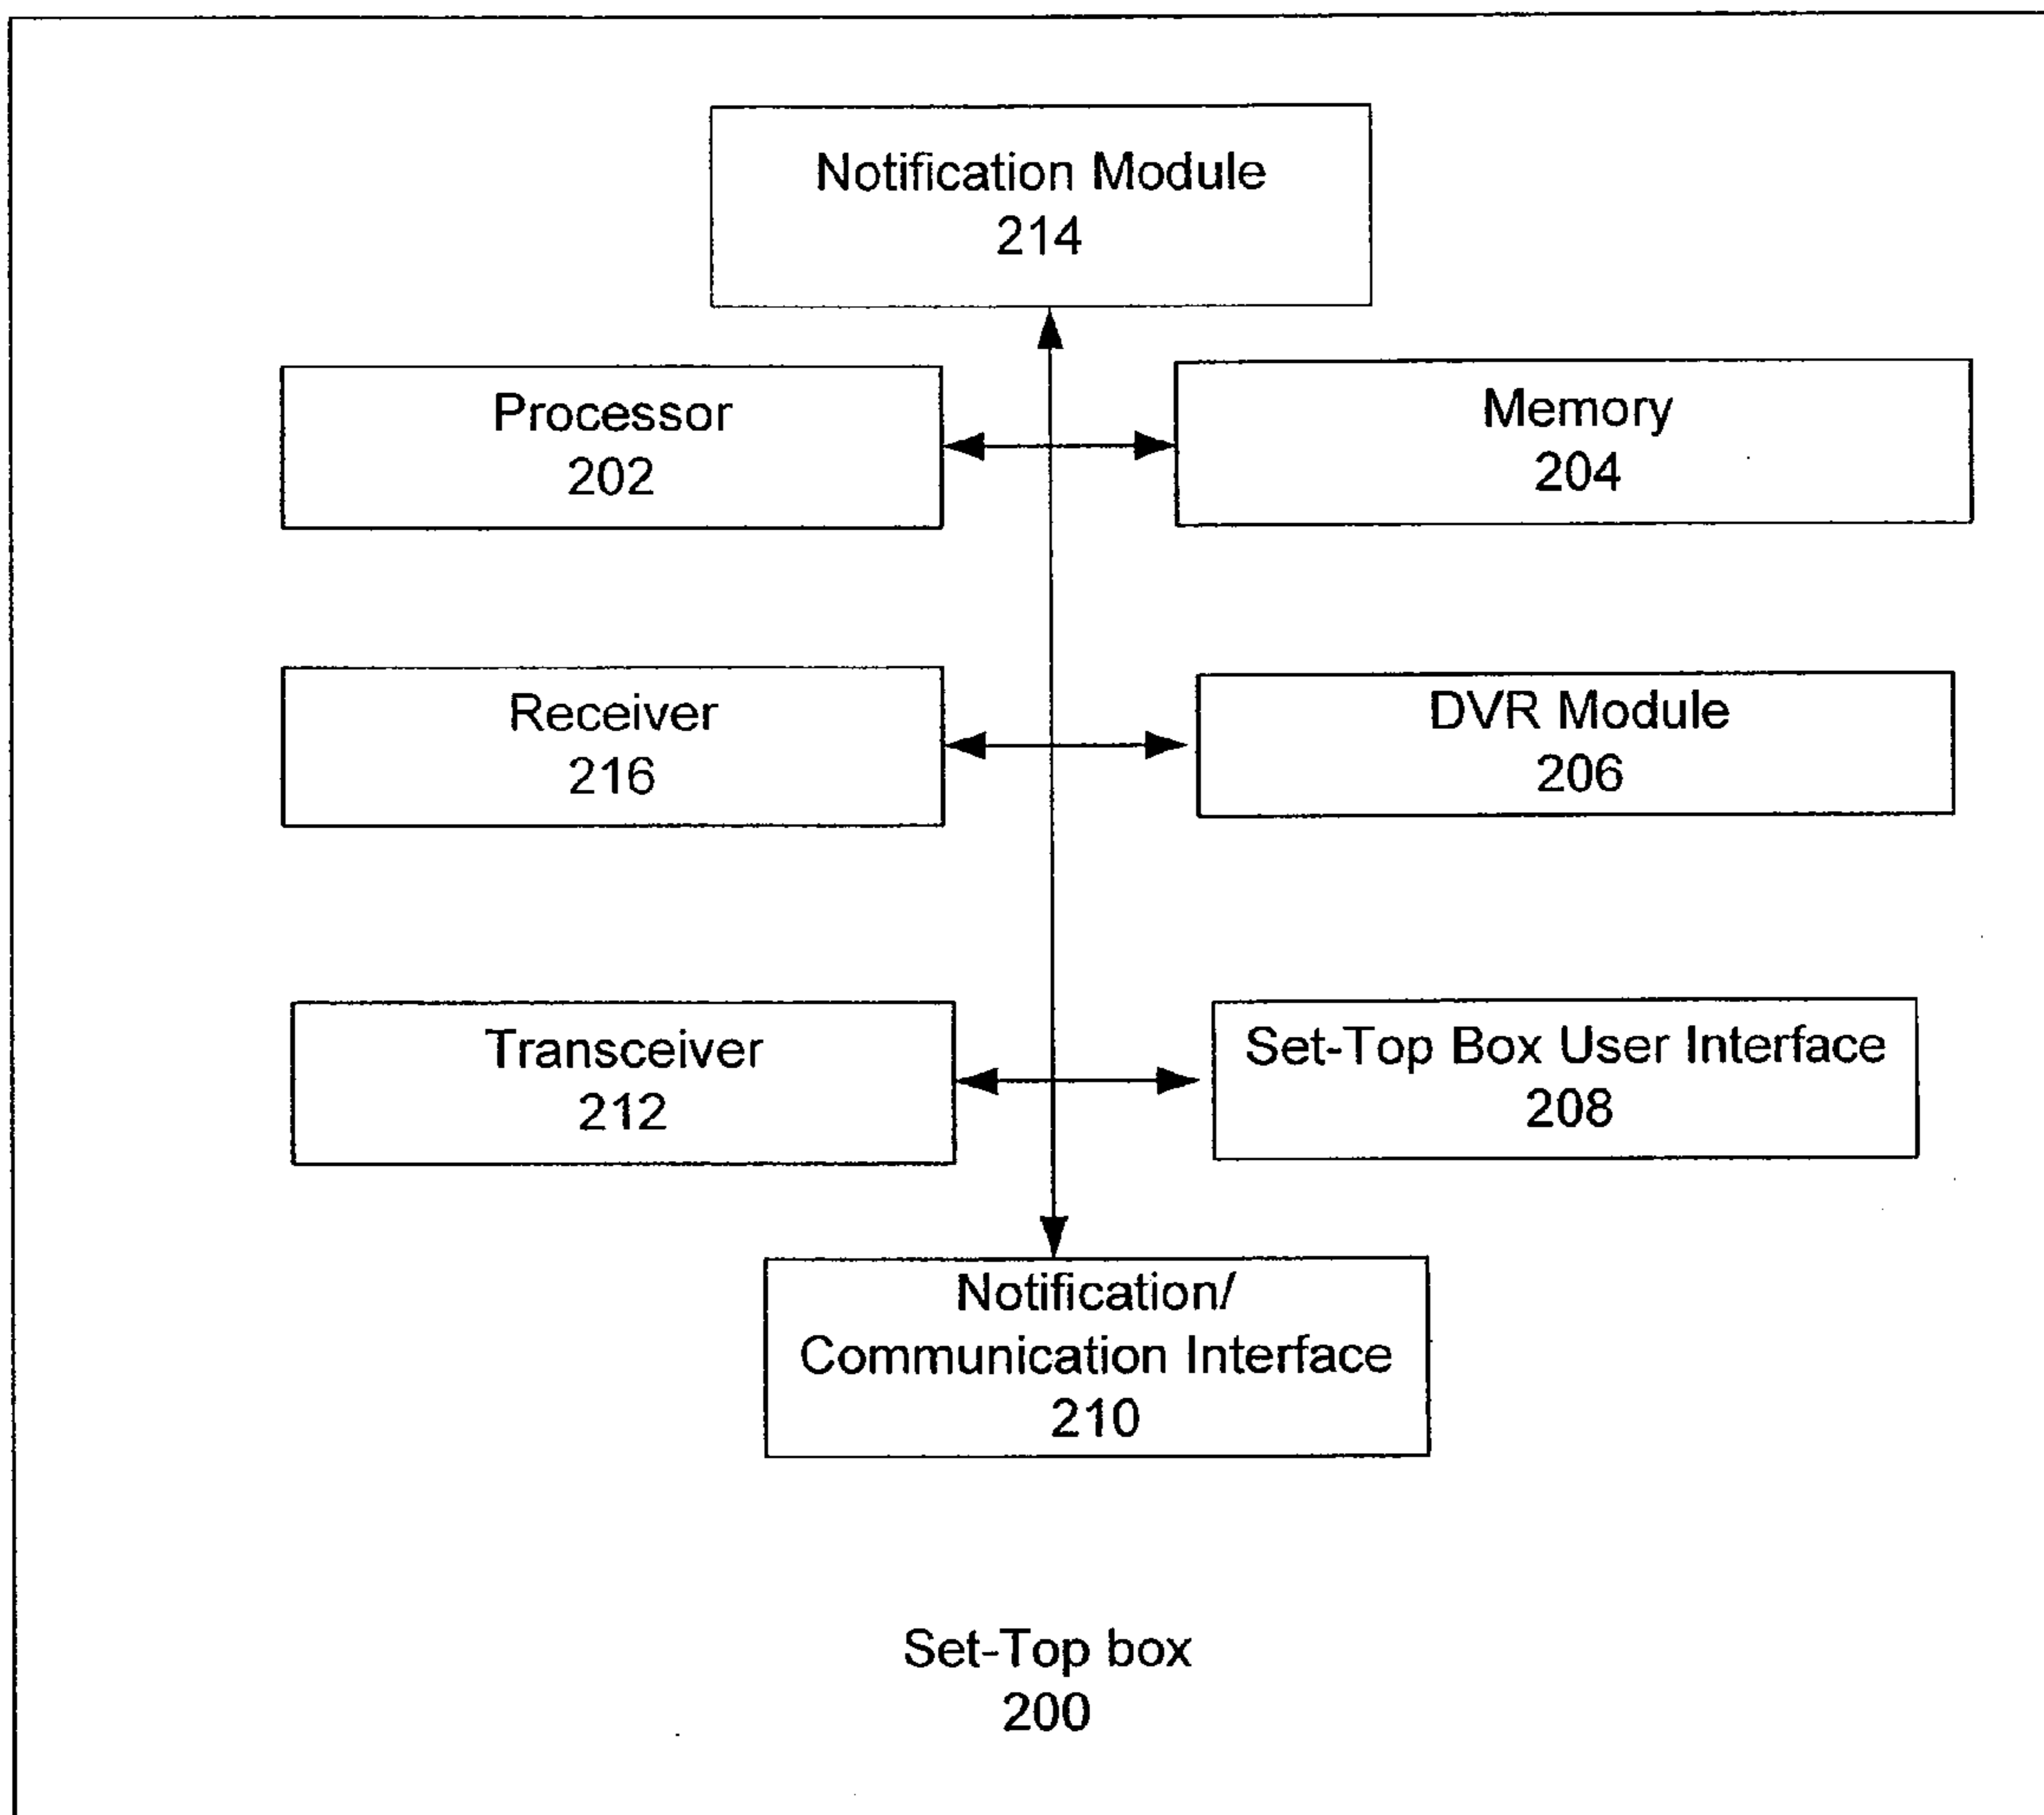 Notification Module
214
Processor
202
Memory
204
Receiver
216
DVR Module
206
Transceiver
212
Set-Top Box User Interface
208
Notification/
Communication Interface
210
Set-Top box
200